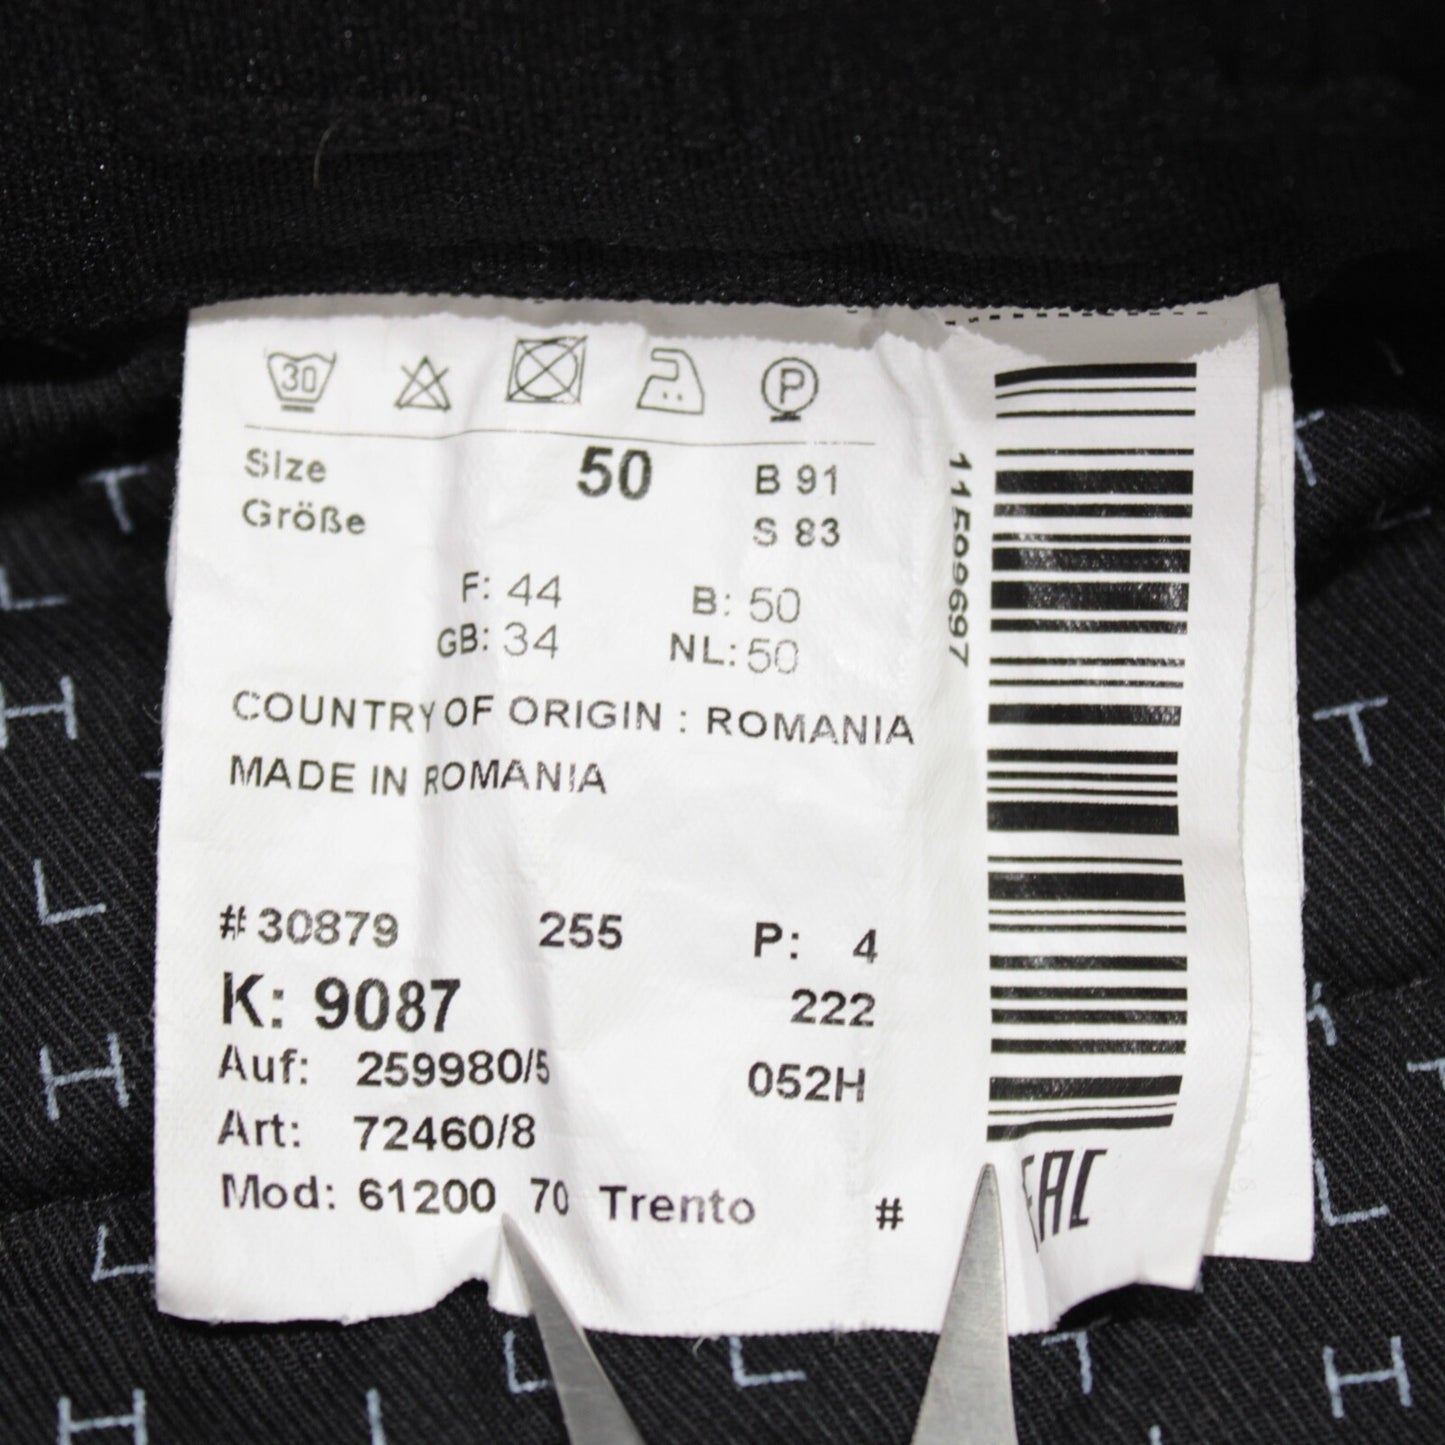 30 P
Size 50 B 91
Größe S 83
F: 44 B: 50
GB: 34 NL: 50
COUNTRY OF ORIGIN : ROMANIA
MADE IN ROMANIA
#30879 255 P: 4
K: 9087 222
Auf: 259980/5 052H
Art: 72460/8
Mod: 61200 70 Trento #
1159697
EAC
T
T
L
H
T
L
H
T
L
L
L
L
T
H
H